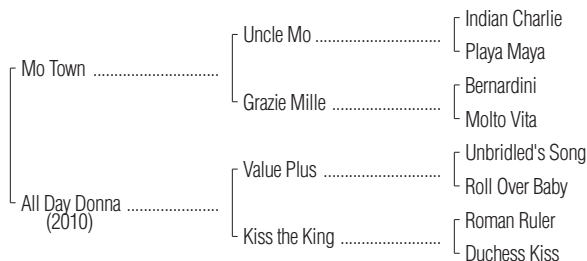 Indian Charlie
Uncle Mo ..............................
Playa Maya
Mo Town ..............................
Bernardini
Grazie Mille ..............................
Molto Vita
Unbridled's Song
Value Plus ..............................
Roll Over Baby
All Day Donna ......................
(2010)
Roman Ruler
Kiss the King .........................
Duchess Kiss